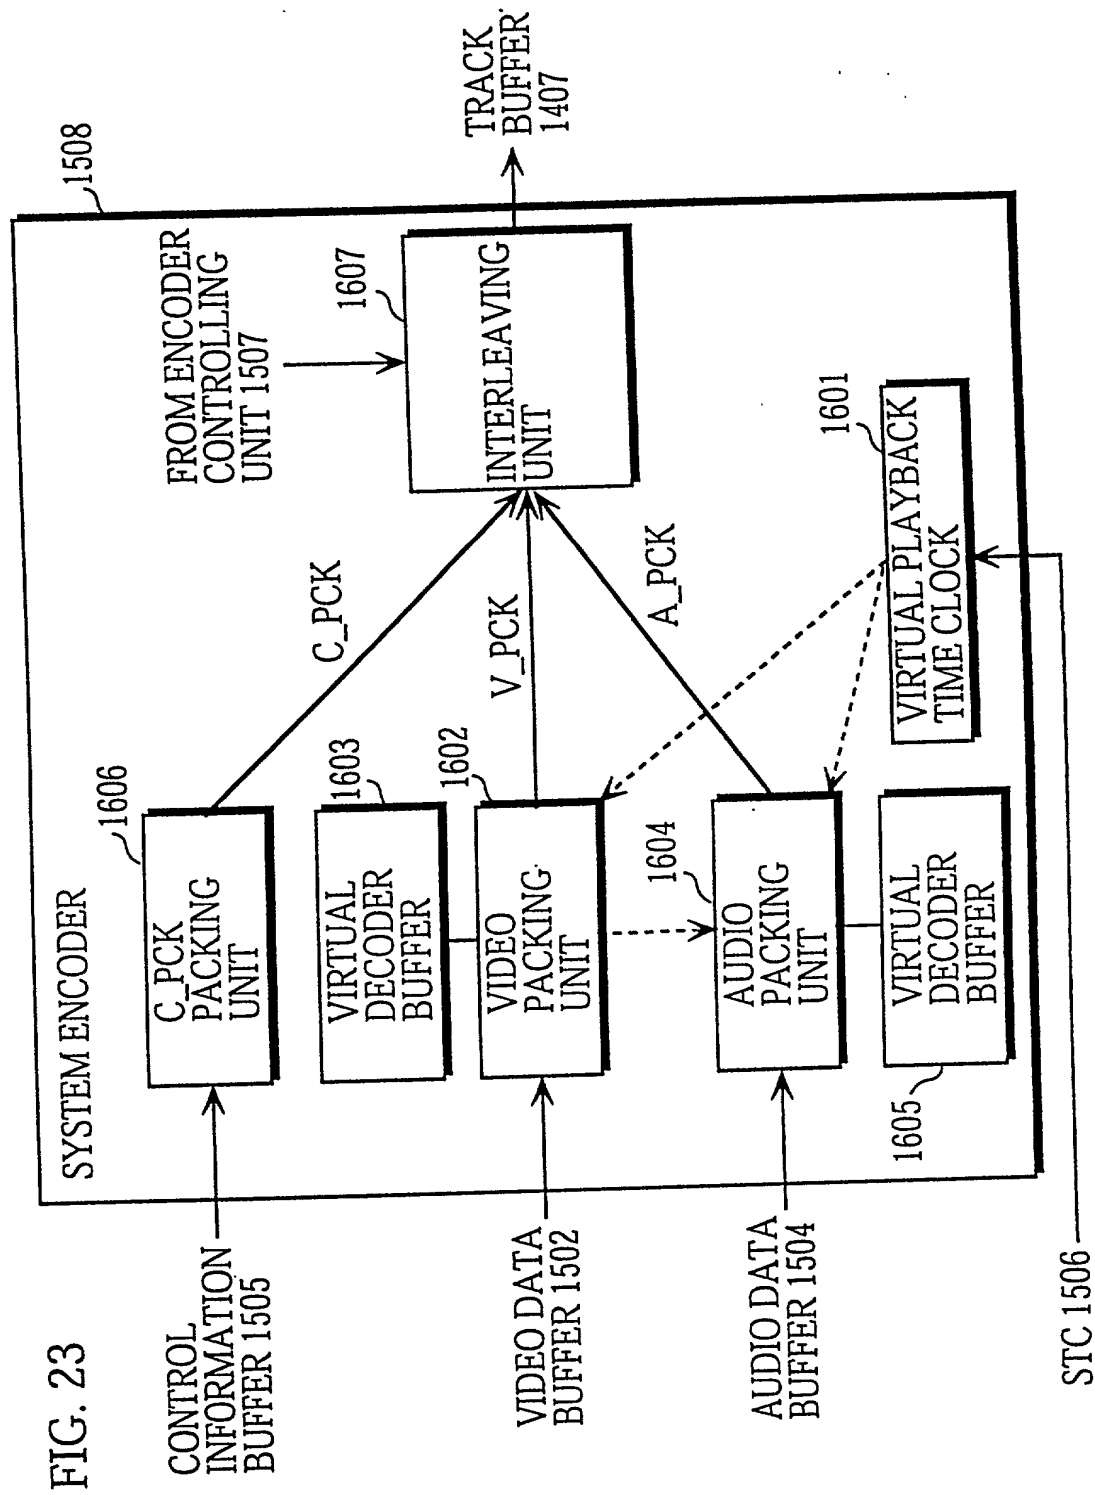 FIG. 23
CONTROL
INFORMATION
BUFFER 1505
VIDEO DATA
BUFFER 1502
AUDIO DATA
BUFFER 1504
STC 1506
SYSTEM ENCODER
1508
1606
C_PCK
PACKING
UNIT
1603
VIRTUAL
DECODER
BUFFER
1602
VIDEO
PACKING
UNIT
1604
AUDIO
PACKING
UNIT
1605
VIRTUAL
DECODER
BUFFER
C_PCK
V_PCK
A_PCK
1601
VIRTUAL PLAYBACK
TIME CLOCK
FROM ENCODER
CONTROLLING
UNIT 1507
1607
INTERLEAVING
UNIT
TRACK
BUFFER
1407